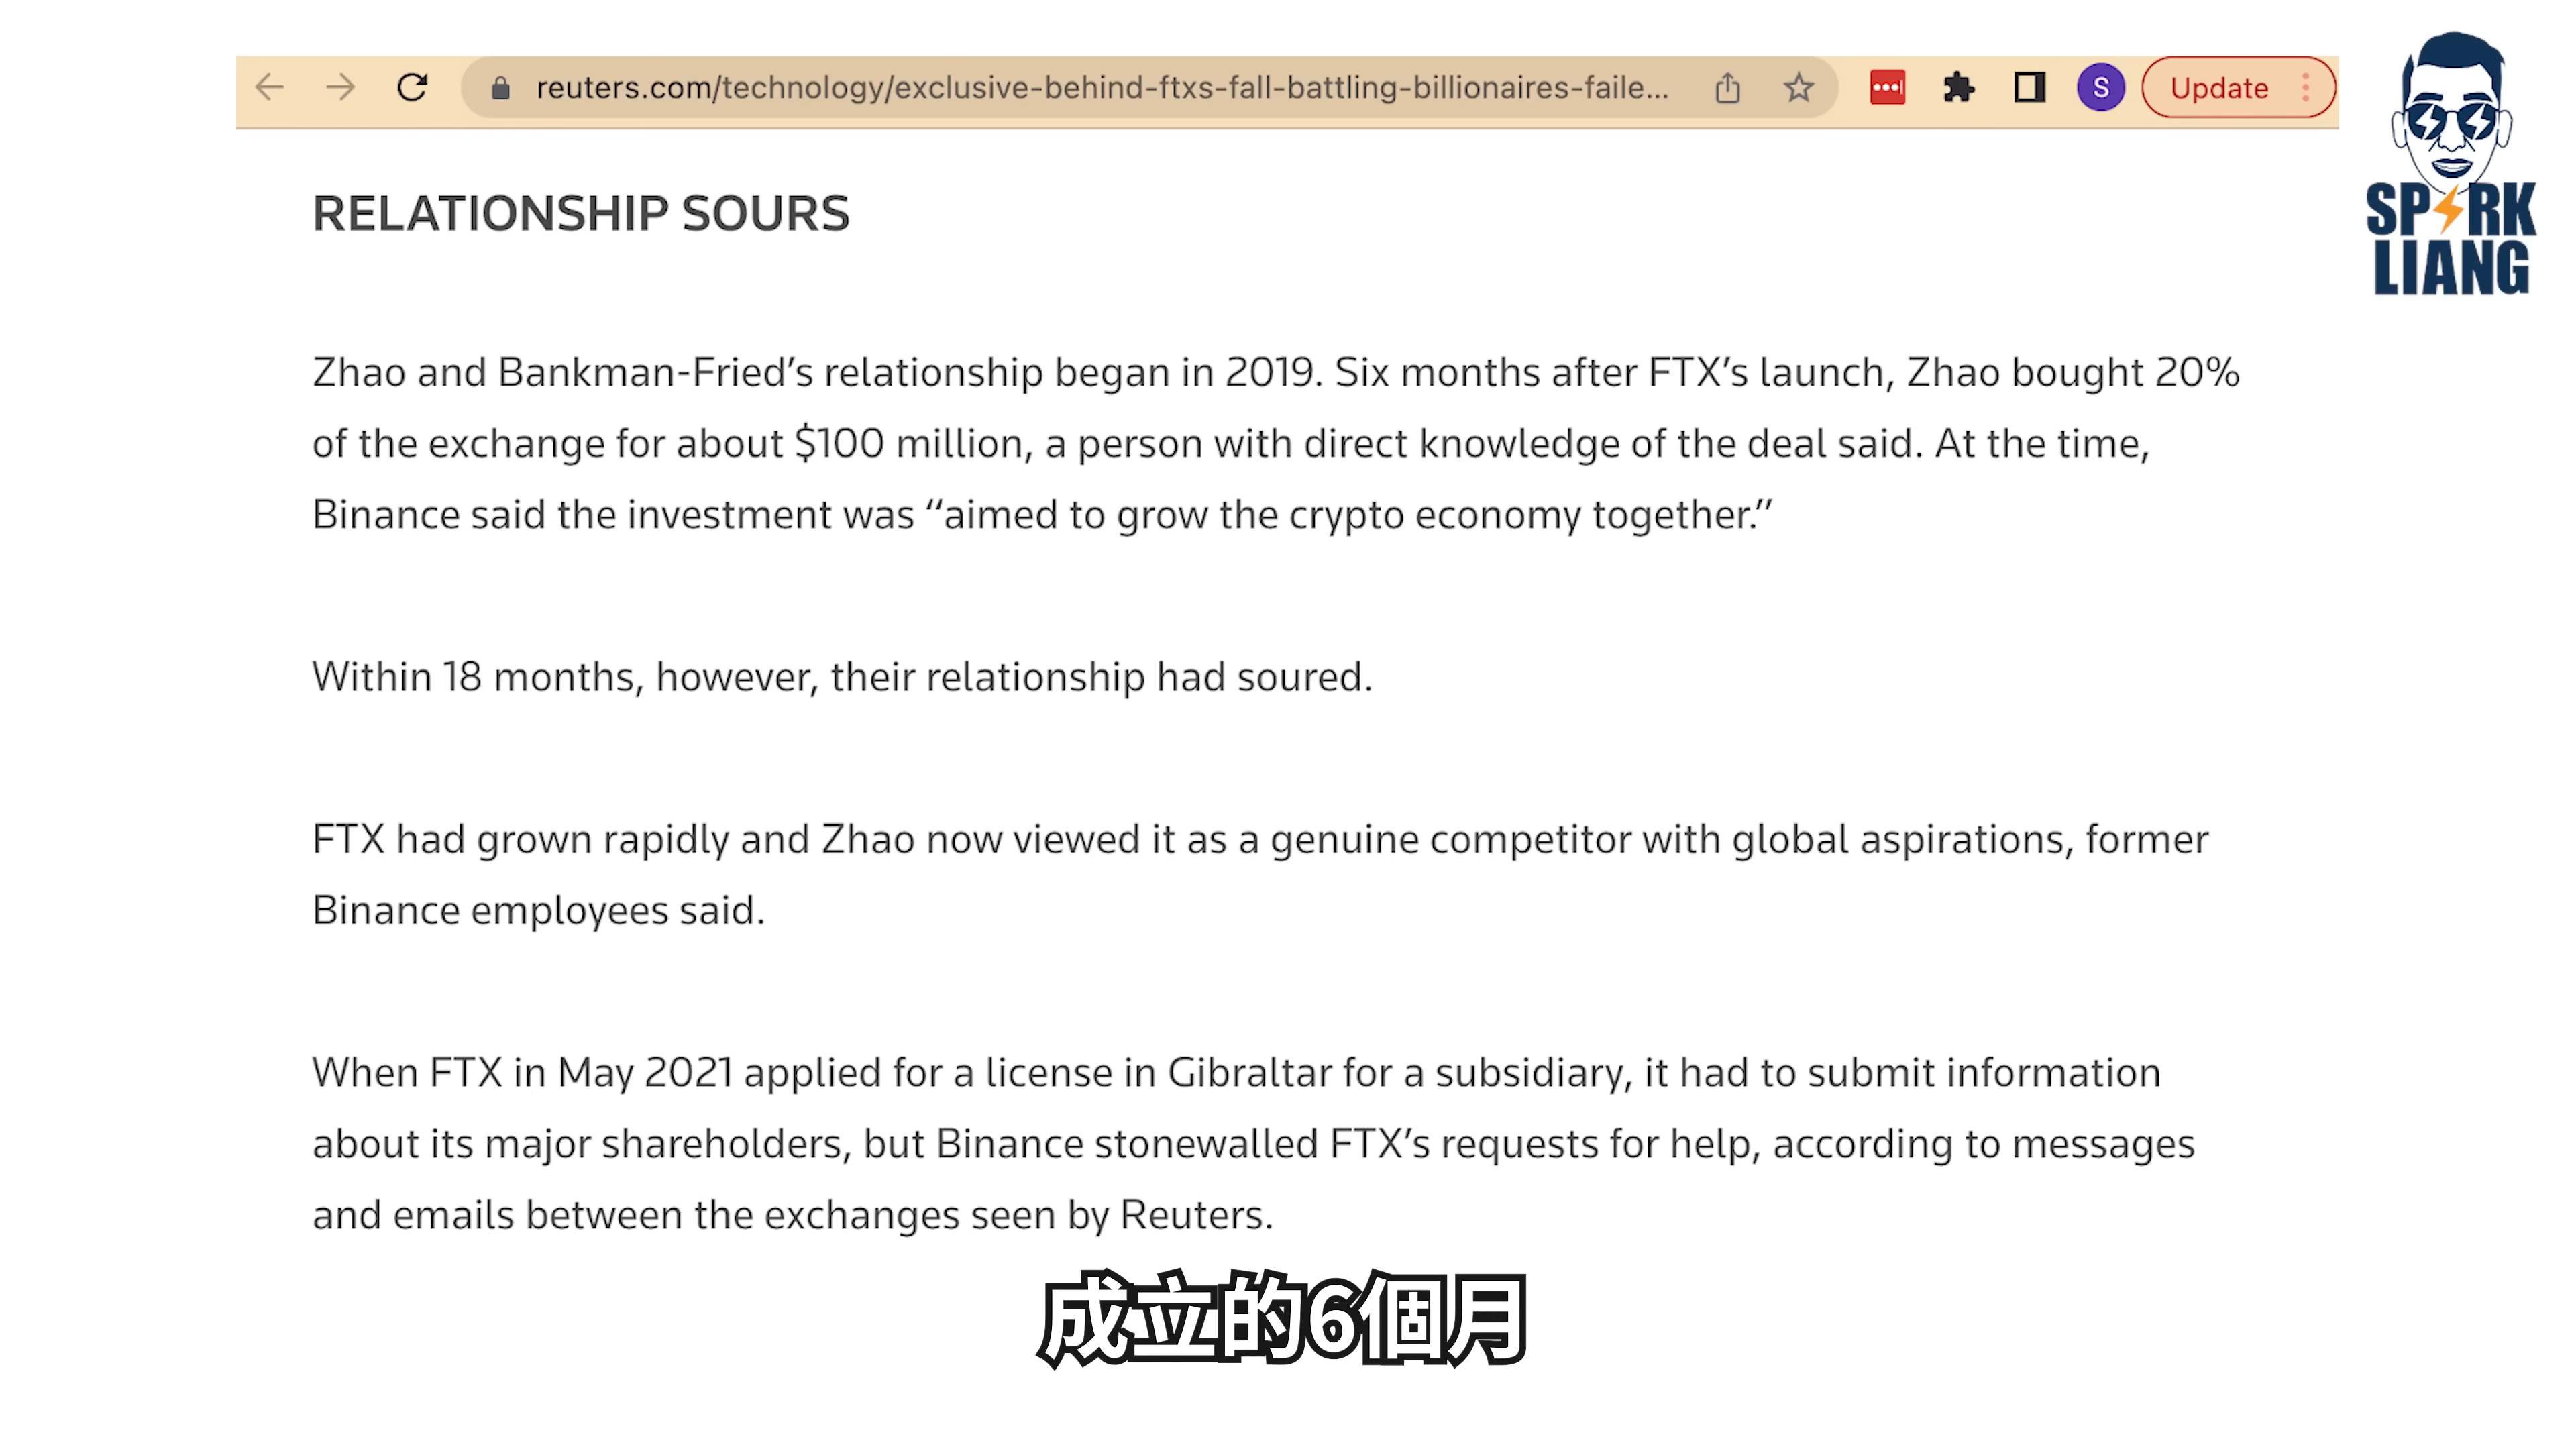 reuters.com/technology/exclusive-behind-ftxs-fall-battling-billionaires-faile...
S
Update
SPARK
LIANG
RELATIONSHIP SOURS
Zhao and Bankman-Fried’s relationship began in 2019. Six months after FTX’s launch, Zhao bought 20%
of the exchange for about $100 million, a person with direct knowledge of the deal said. At the time,
Binance said the investment was “aimed to grow the crypto economy together.”
Within 18 months, however, their relationship had soured.
FTX had grown rapidly and Zhao now viewed it as a genuine competitor with global aspirations, former
Binance employees said.
When FTX in May 2021 applied for a license in Gibraltar for a subsidiary, it had to submit information
about its major shareholders, but Binance stonewalled FTX’s requests for help, according to messages
and emails between the exchanges seen by Reuters.
成立的6個月